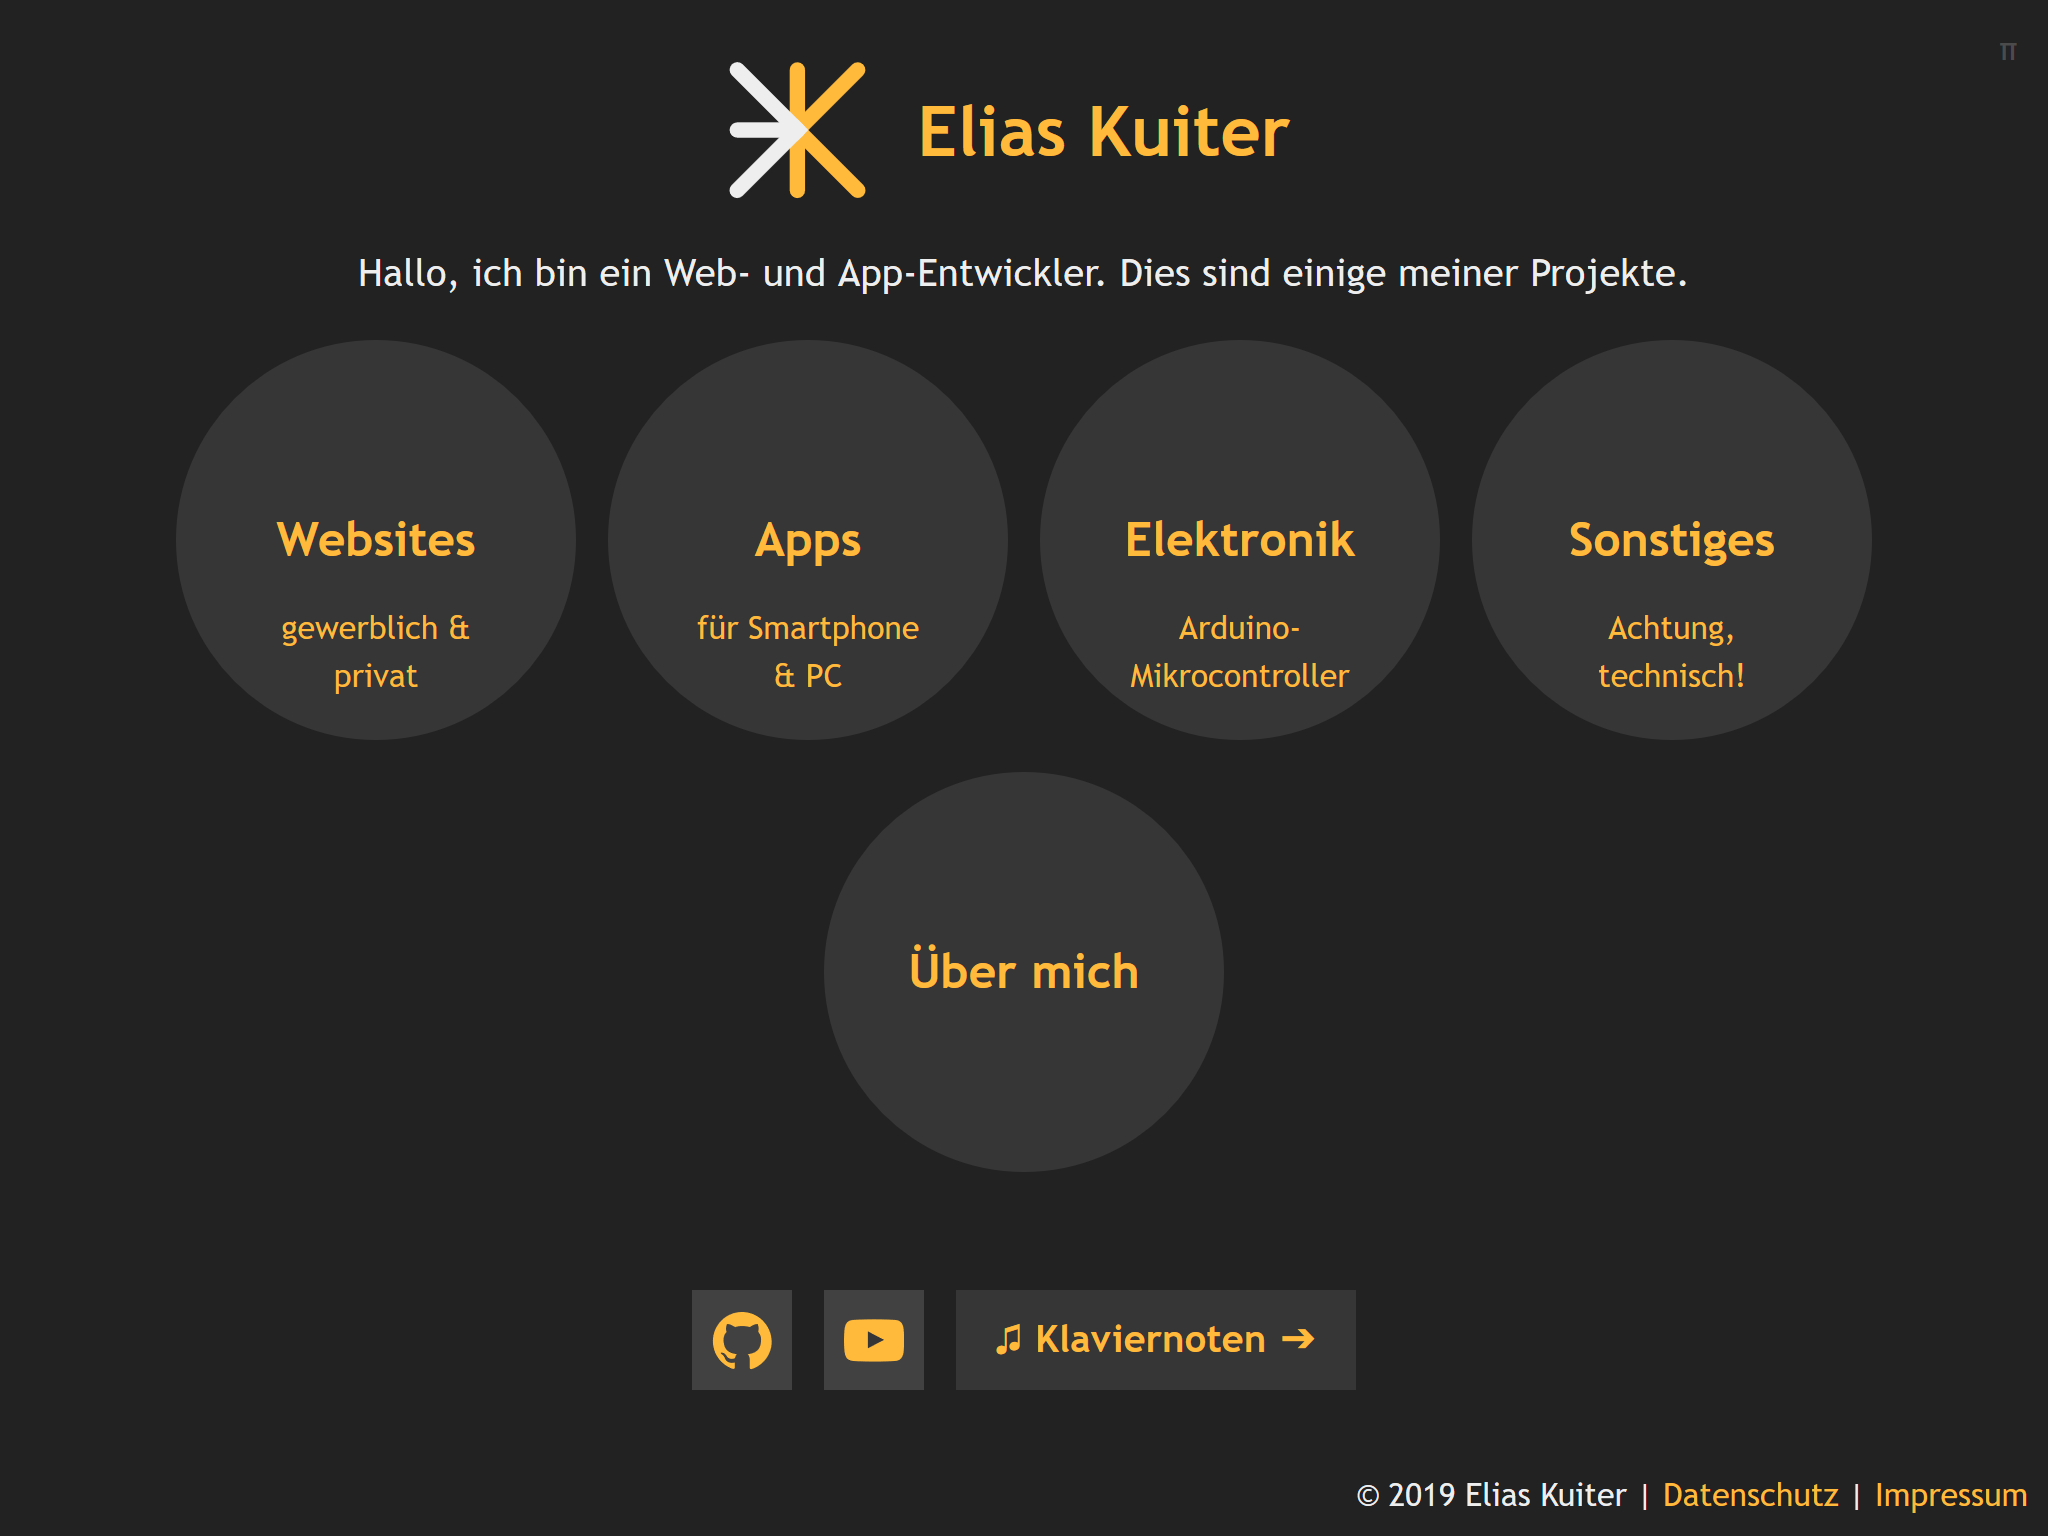 π
Elias Kuiter
Hallo, ich bin ein Web- und App-Entwickler. Dies sind einige meiner Projekte.
Websites
gewerblich &
privat
Apps
für Smartphone
& PC
Elektronik
Arduino-
Mikrocontroller
Sonstiges
Achtung,
technisch!
Über mich
♫ Klaviernoten ➔
© 2019 Elias Kuiter | Datenschutz | Impressum